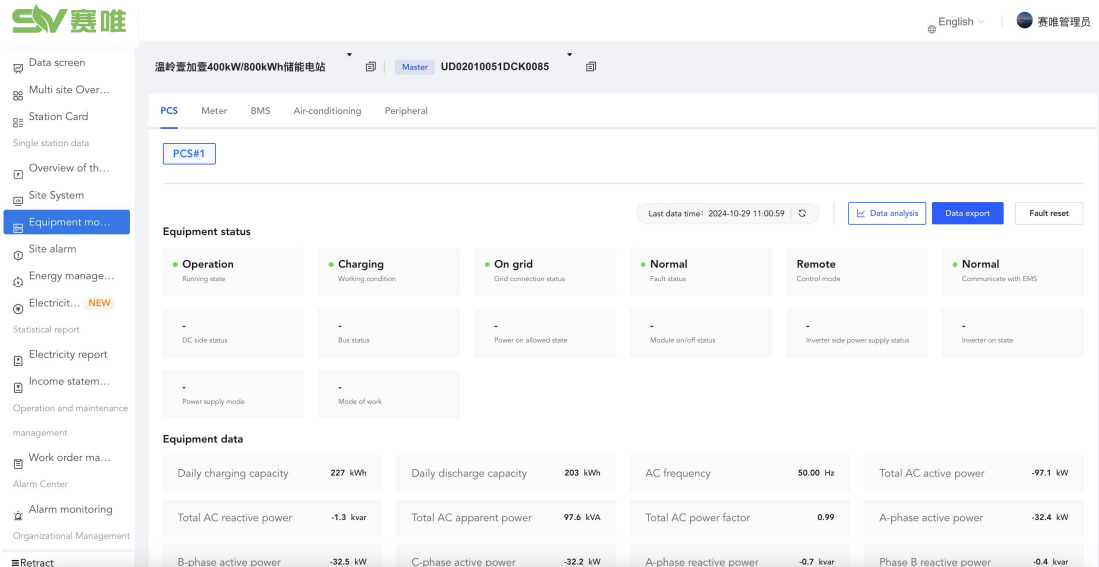 SV赛唯
English
赛唯管理员
Data screen
Multi site Over...
Station Card
Single station data
Overview of th...
Site System
Equipment mo...
Site alarm
Energy manage...
Electricit... NEW
Statistical report
Electricity report
Income statem...
Operation and maintenance
management
Work order ma...
Alarm Center
Alarm monitoring
Organizational Management
Retract
温岭壹加壹400kW/800kWh储能电站 Master UD02010051DCK0085
PCS Meter BMS Air-conditioning Peripheral
PCS#1
Last data time: 2024-10-29 11:00:59 Data analysis Data export Fault reset
Equipment status
Operation Charging On grid Normal Remote Normal
Running state Working condition Grid connection status Fault status Control mode Communicate with EMS
- - - - - -
DC side status Bus status Power on allowed state Module on/off status Inverter side power supply status Inverter on state
- -
Power supply mode Mode of work
Equipment data
Daily charging capacity 227 kWh Daily discharge capacity 203 kWh AC frequency 50.00 Hz Total AC active power -97.1 kW
Total AC reactive power -1.3 kvar Total AC apparent power 97.6 kVA Total AC power factor 0.99 A-phase active power -32.4 kW
B-phase active power -32.5 kW C-phase active power -32.2 kW A-phase reactive power -0.7 kvar Phase B reactive power -0.4 kvar